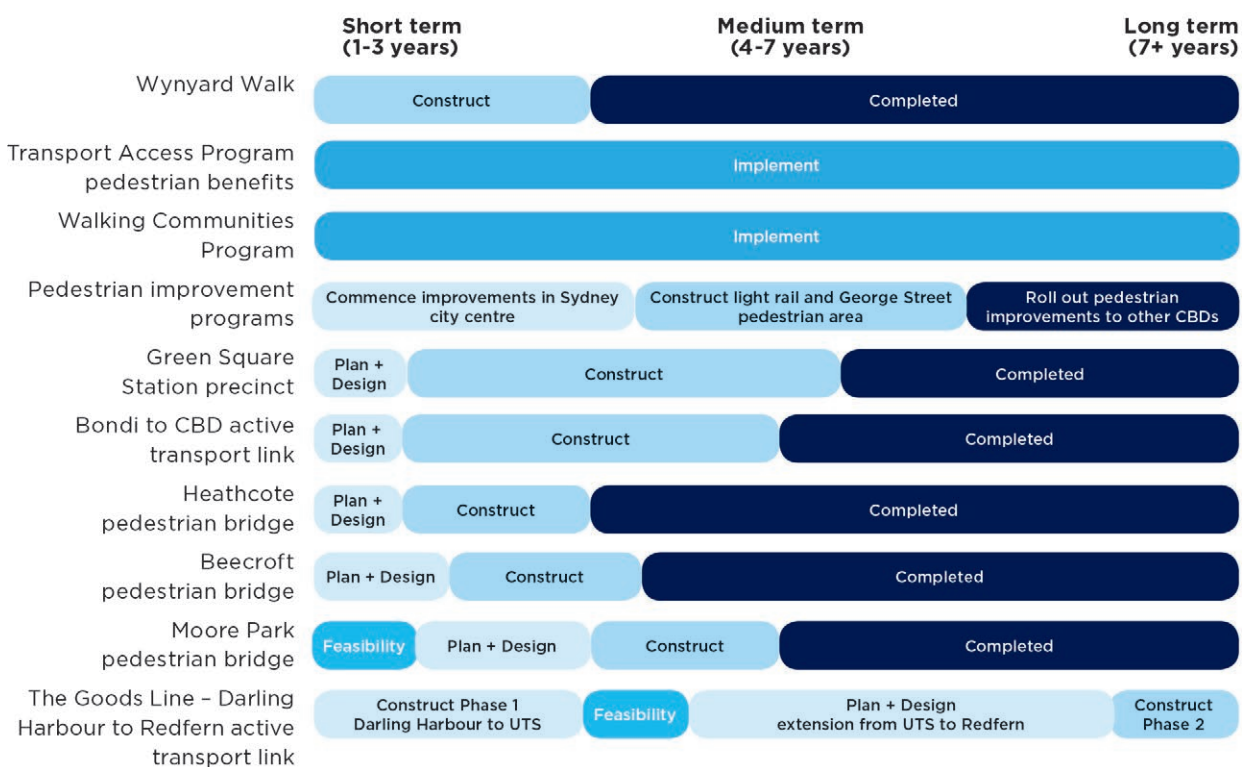 Short term
(1-3 years)
Medium term
(4-7 years)
Long term
(7+ years)
Wynyard Walk
Construct
Completed
Transport Access Program
pedestrian benefits
Implement
Walking Communities
Program
Implement
Pedestrian improvement
programs
Commence improvements in Sydney
city centre
Construct light rail and George Street
pedestrian area
Roll out pedestrian
improvements to other CBDs
Green Square
Station precinct
Plan +
Design
Construct
Completed
Bondi to CBD active
transport link
Plan +
Design
Construct
Completed
Heathcote
pedestrian bridge
Plan +
Design
Construct
Completed
Beecroft
pedestrian bridge
Plan + Design
Construct
Completed
Moore Park
pedestrian bridge
Feasibility
Plan + Design
Construct
Completed
The Goods Line – Darling
Harbour to Redfern active
transport link
Construct Phase 1
Darling Harbour to UTS
Feasibility
Plan + Design
extension from UTS to Redfern
Construct
Phase 2